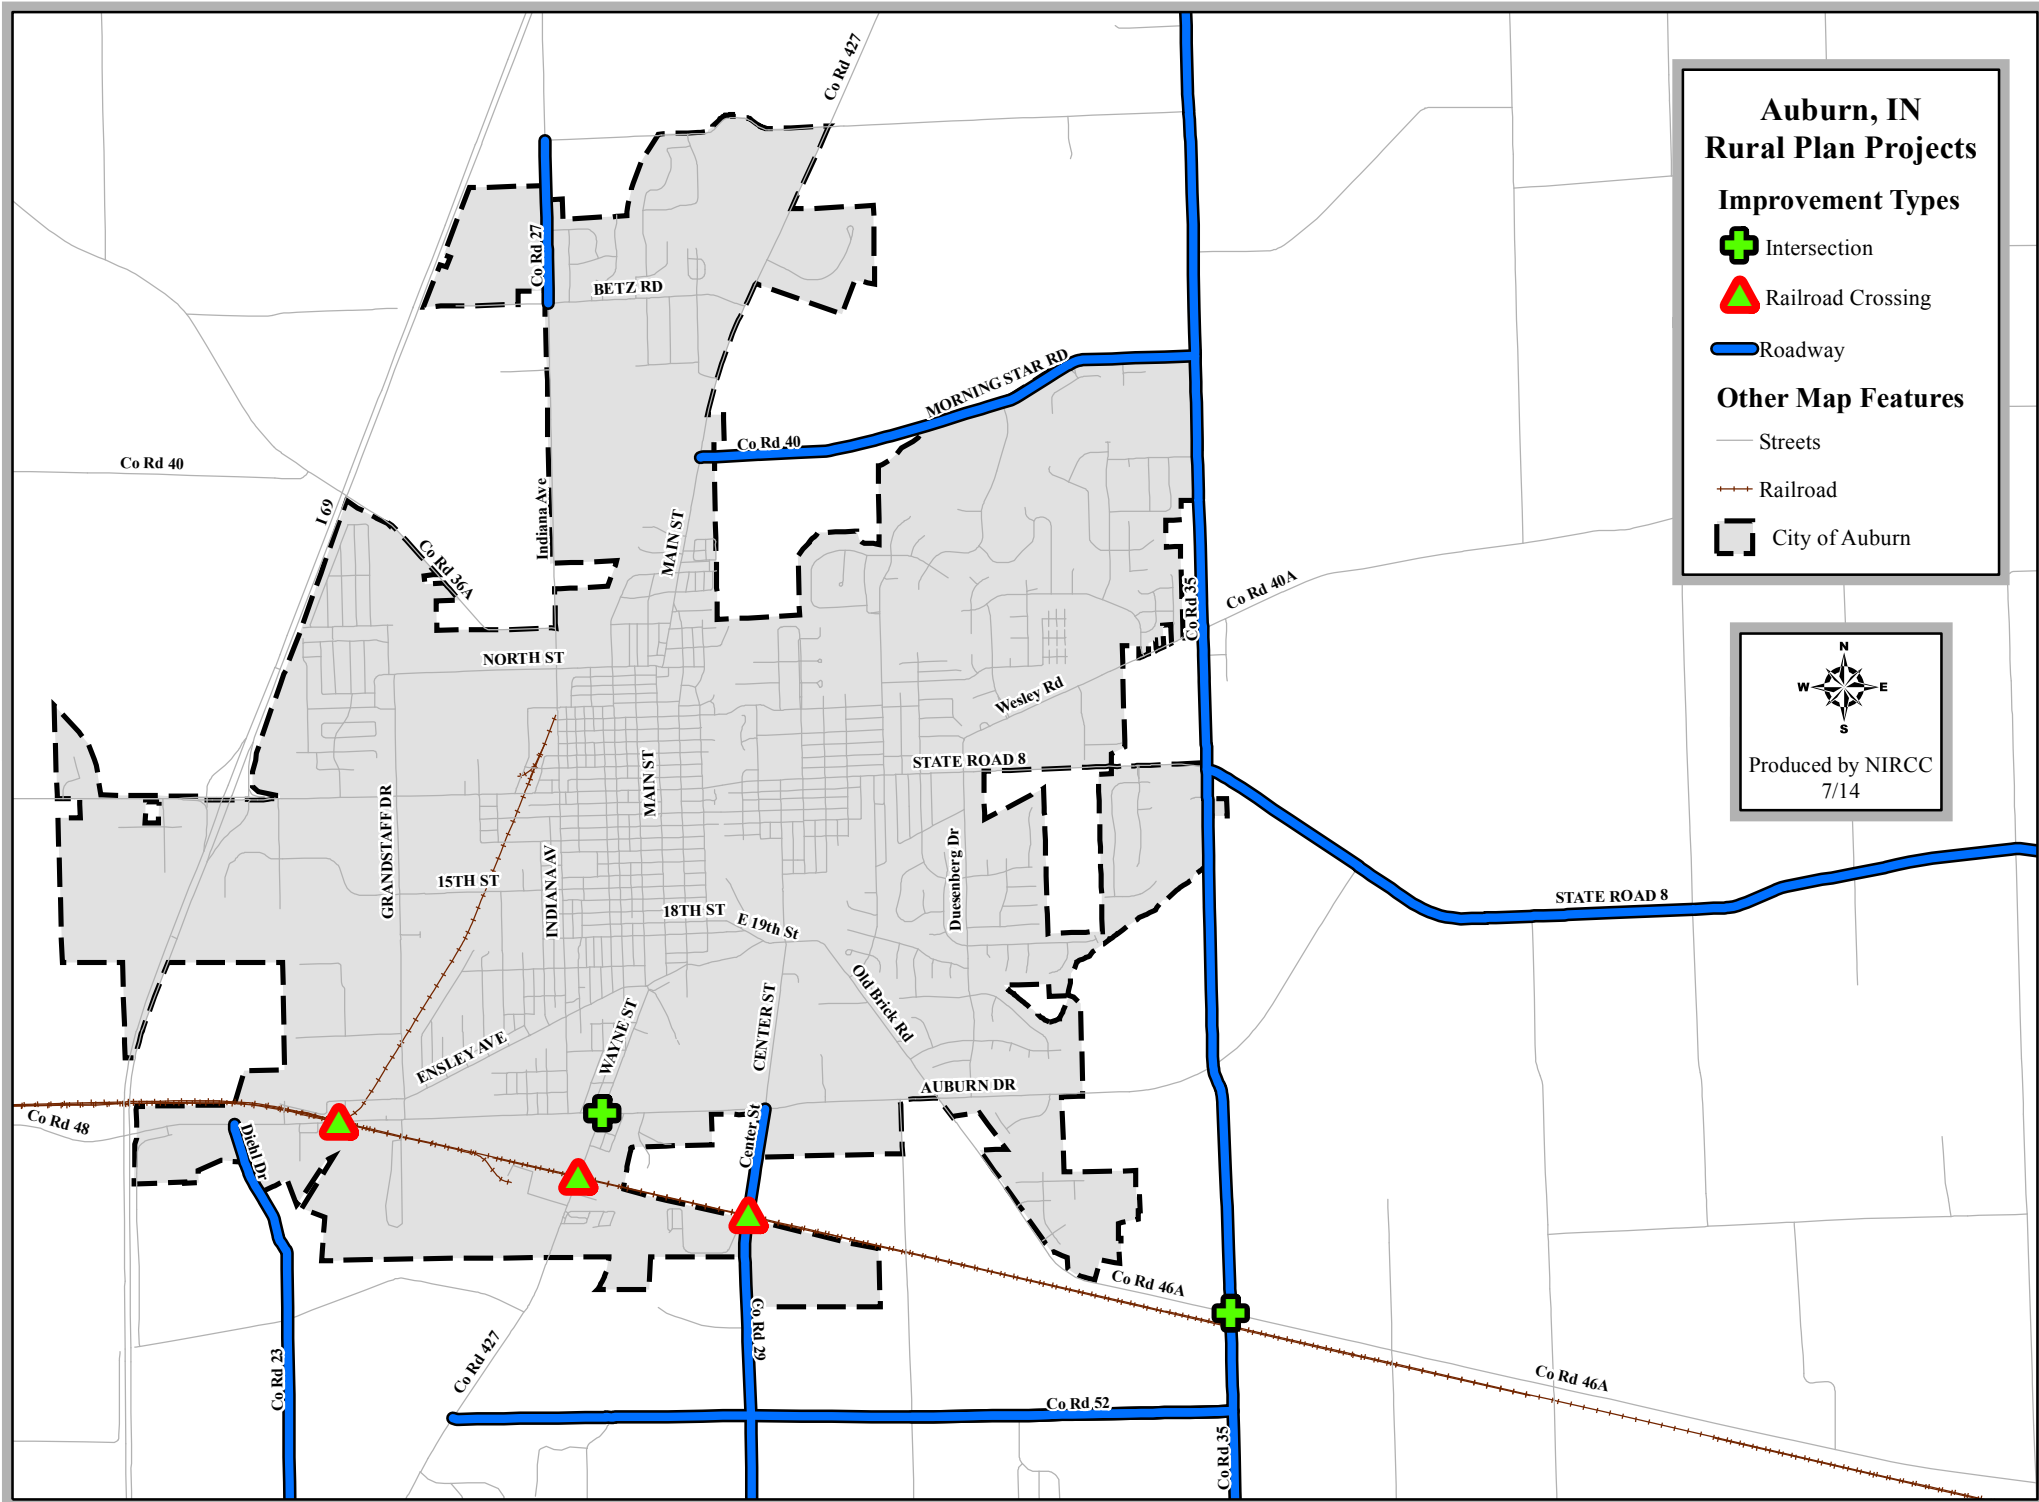 Auburn, IN
Rural Plan Projects
Improvement Types
Intersection
Railroad Crossing
Roadway
Other Map Features
Streets
Railroad
City of Auburn
N
W E
S
Produced by NIRCC
7/14
Co Rd 427
Co Rd 27
BETZ RD
MORNING STAR RD
Co Rd 40
Co Rd 40
I 69
Indiana Ave
MAIN ST
Co Rd 36A
Co Rd 35
Co Rd 40A
NORTH ST
Wesley Rd
STATE ROAD 8
MAIN ST
GRANDSTAFF DR
Duesenberg Dr
15TH ST
INDIANA AV
18TH ST
E 19th St
STATE ROAD 8
Old Brick Rd
WAYNE ST
CENTER ST
ENSLEY AVE
AUBURN DR
Co Rd 48
Diehl Dr
Center St
Co Rd 46A
Co Rd 23
Co Rd 427
Co Rd 29
Co Rd 46A
Co Rd 52
Co Rd 35